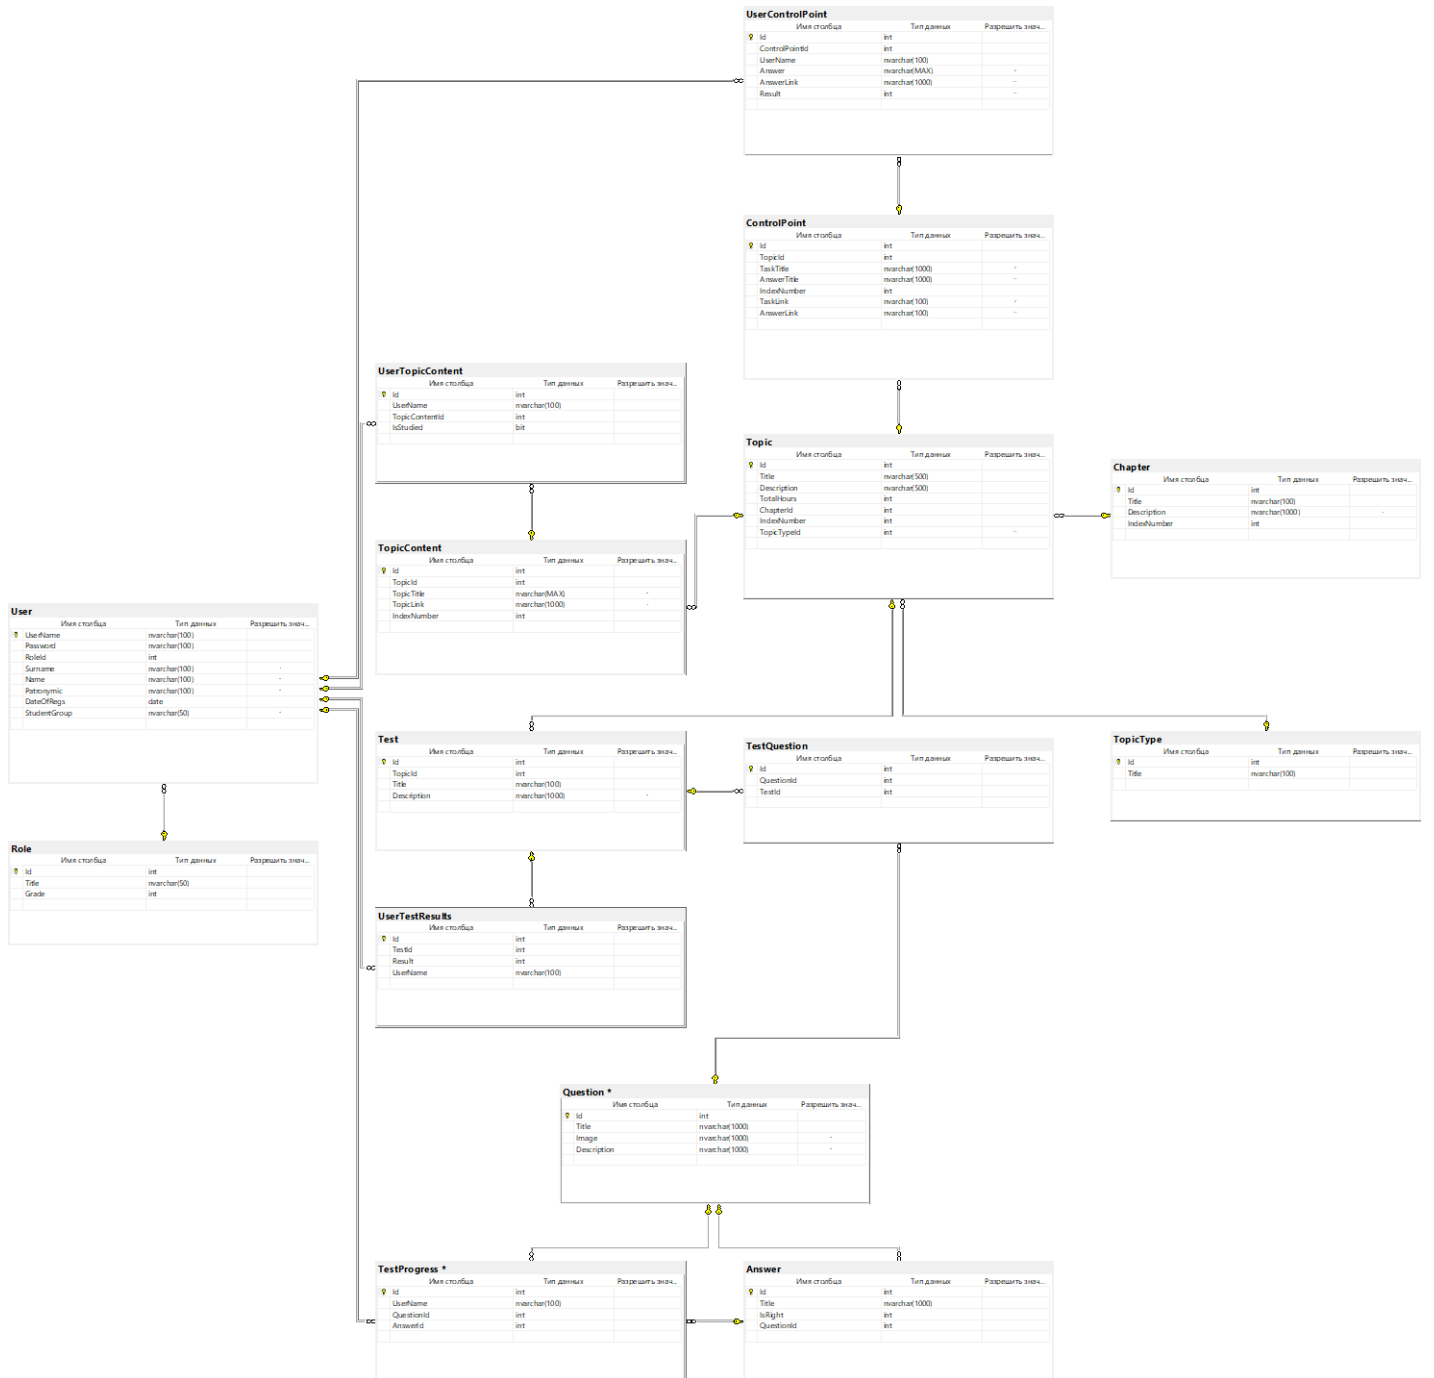 UserControlPoint
Имя столбца Тип данных Разрешить знач...
Id int
ControlPointId int
UserName nvarchar(100)
Answer nvarchar(MAX)
AnswerLink nvarchar(1000)
Result int
ControlPoint
Имя столбца Тип данных Разрешить знач...
Id int
TopicId int
TaskTitle nvarchar(1000)
AnswerTitle nvarchar(1000)
IndexNumber int
TaskLink nvarchar(100)
AnswerLink nvarchar(100)
UserTopicContent
Имя столбца Тип данных Разрешить знач...
Id int
UserName nvarchar(100)
TopicContentId int
IsStudied bit
Topic
Имя столбца Тип данных Разрешить знач...
Id int
Title nvarchar(500)
Description nvarchar(500)
TotalHours int
ChapterId int
IndexNumber int
TopicTypeId int
Chapter
Имя столбца Тип данных Разрешить знач...
Id int
Title nvarchar(100)
Description nvarchar(1000)
IndexNumber int
TopicContent
Имя столбца Тип данных Разрешить знач...
Id int
TopicId int
TopicTitle nvarchar(MAX)
TopicLink nvarchar(1000)
IndexNumber int
User
Имя столбца Тип данных Разрешить знач...
UserName nvarchar(100)
Password nvarchar(100)
RoleId int
Surname nvarchar(100)
Name nvarchar(100)
Patronymic nvarchar(100)
DateOfRegs date
StudentGroup nvarchar(50)
Test
Имя столбца Тип данных Разрешить знач...
Id int
TopicId int
Title nvarchar(100)
Description nvarchar(1000)
TestQuestion
Имя столбца Тип данных Разрешить знач...
Id int
QuestionId int
TestId int
TopicType
Имя столбца Тип данных Разрешить знач...
Id int
Title nvarchar(100)
Role
Имя столбца Тип данных Разрешить знач...
Id int
Title nvarchar(50)
Grade int
UserTestResults
Имя столбца Тип данных Разрешить знач...
Id int
TestId int
Result int
UserName nvarchar(100)
Question *
Имя столбца Тип данных Разрешить знач...
Id int
Title nvarchar(1000)
Image nvarchar(1000)
Description nvarchar(1000)
TestProgress *
Имя столбца Тип данных Разрешить знач...
Id int
UserName nvarchar(100)
QuestionId int
AnswerId int
Answer
Имя столбца Тип данных Разрешить знач...
Id int
Title nvarchar(1000)
IsRight int
QuestionId int